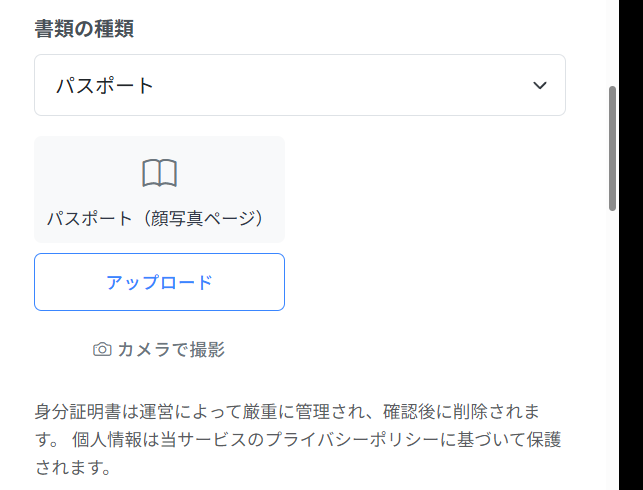 書類の種類
パスポート
パスポート（顔写真ページ）
アップロード
カメラで撮影
身分証明書は運営によって厳重に管理され、確認後に削除されま
す。 個人情報は当サービスのプライバシーポリシーに基づいて保護
されます。